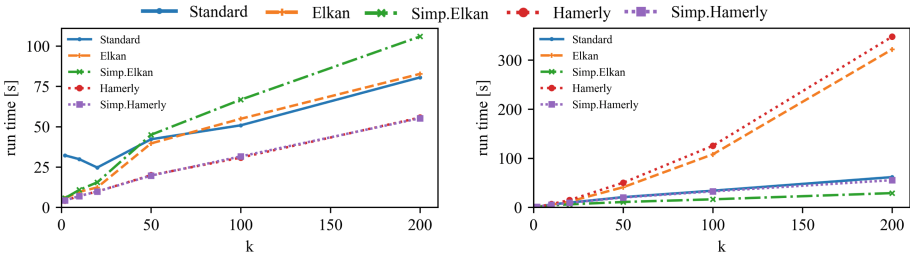 Standard Elkan Simp.Elkan Hamerly Simp.Hamerly
Standard
Elkan
Simp.Elkan
Hamerly
Simp.Hamerly
run time [s]
100
75
50
25
0
0 50 100 150 200
k
Standard
Elkan
Simp.Elkan
Hamerly
Simp.Hamerly
run time [s]
300
200
100
0
0 50 100 150 200
k